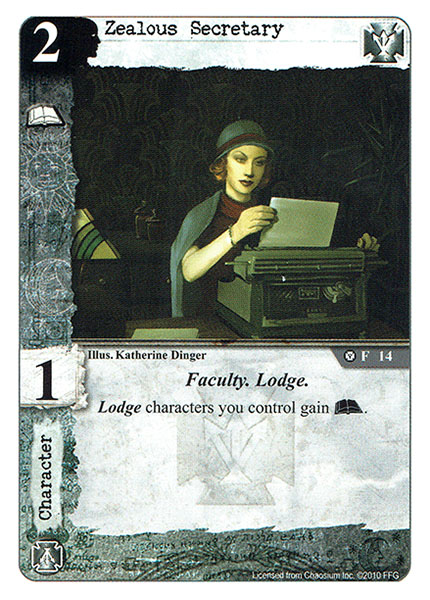 2
Zealous Secretary
Illus. Katherine Dinger
F 14
1
Faculty. Lodge.
Lodge characters you control gain .
Character
Licensed from Chaosium Inc. ©2010 FFG